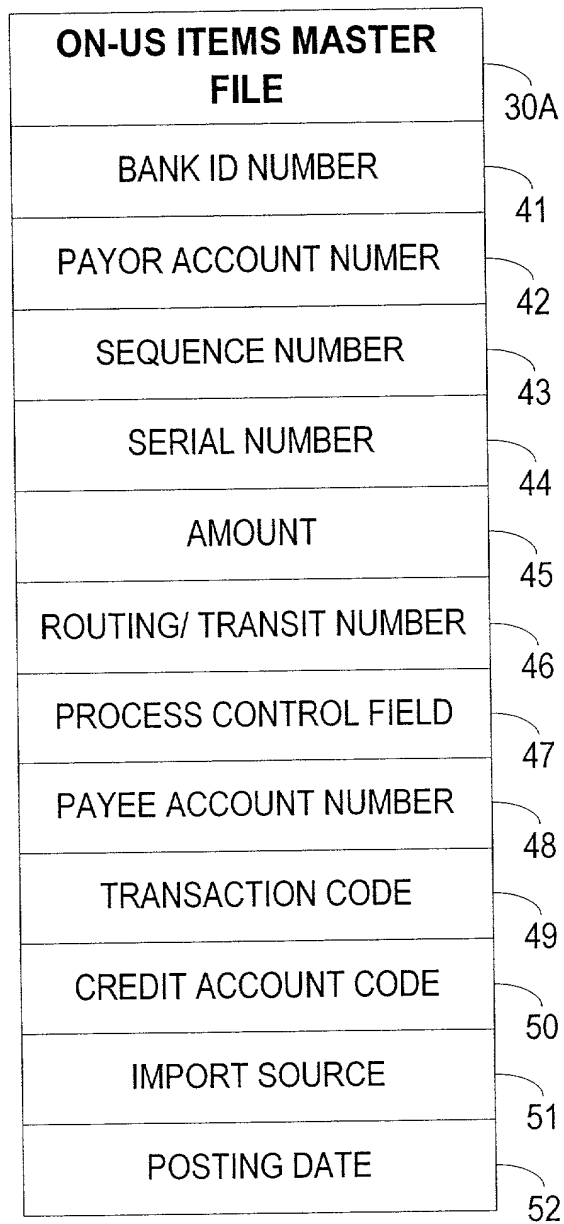 ON-US ITEMS MASTER
FILE
30A
BANK ID NUMBER
41
PAYOR ACCOUNT NUMER
42
SEQUENCE NUMBER
43
SERIAL NUMBER
44
AMOUNT
45
ROUTING/ TRANSIT NUMBER
46
PROCESS CONTROL FIELD
47
PAYEE ACCOUNT NUMBER
48
TRANSACTION CODE
49
CREDIT ACCOUNT CODE
50
IMPORT SOURCE
51
POSTING DATE
52